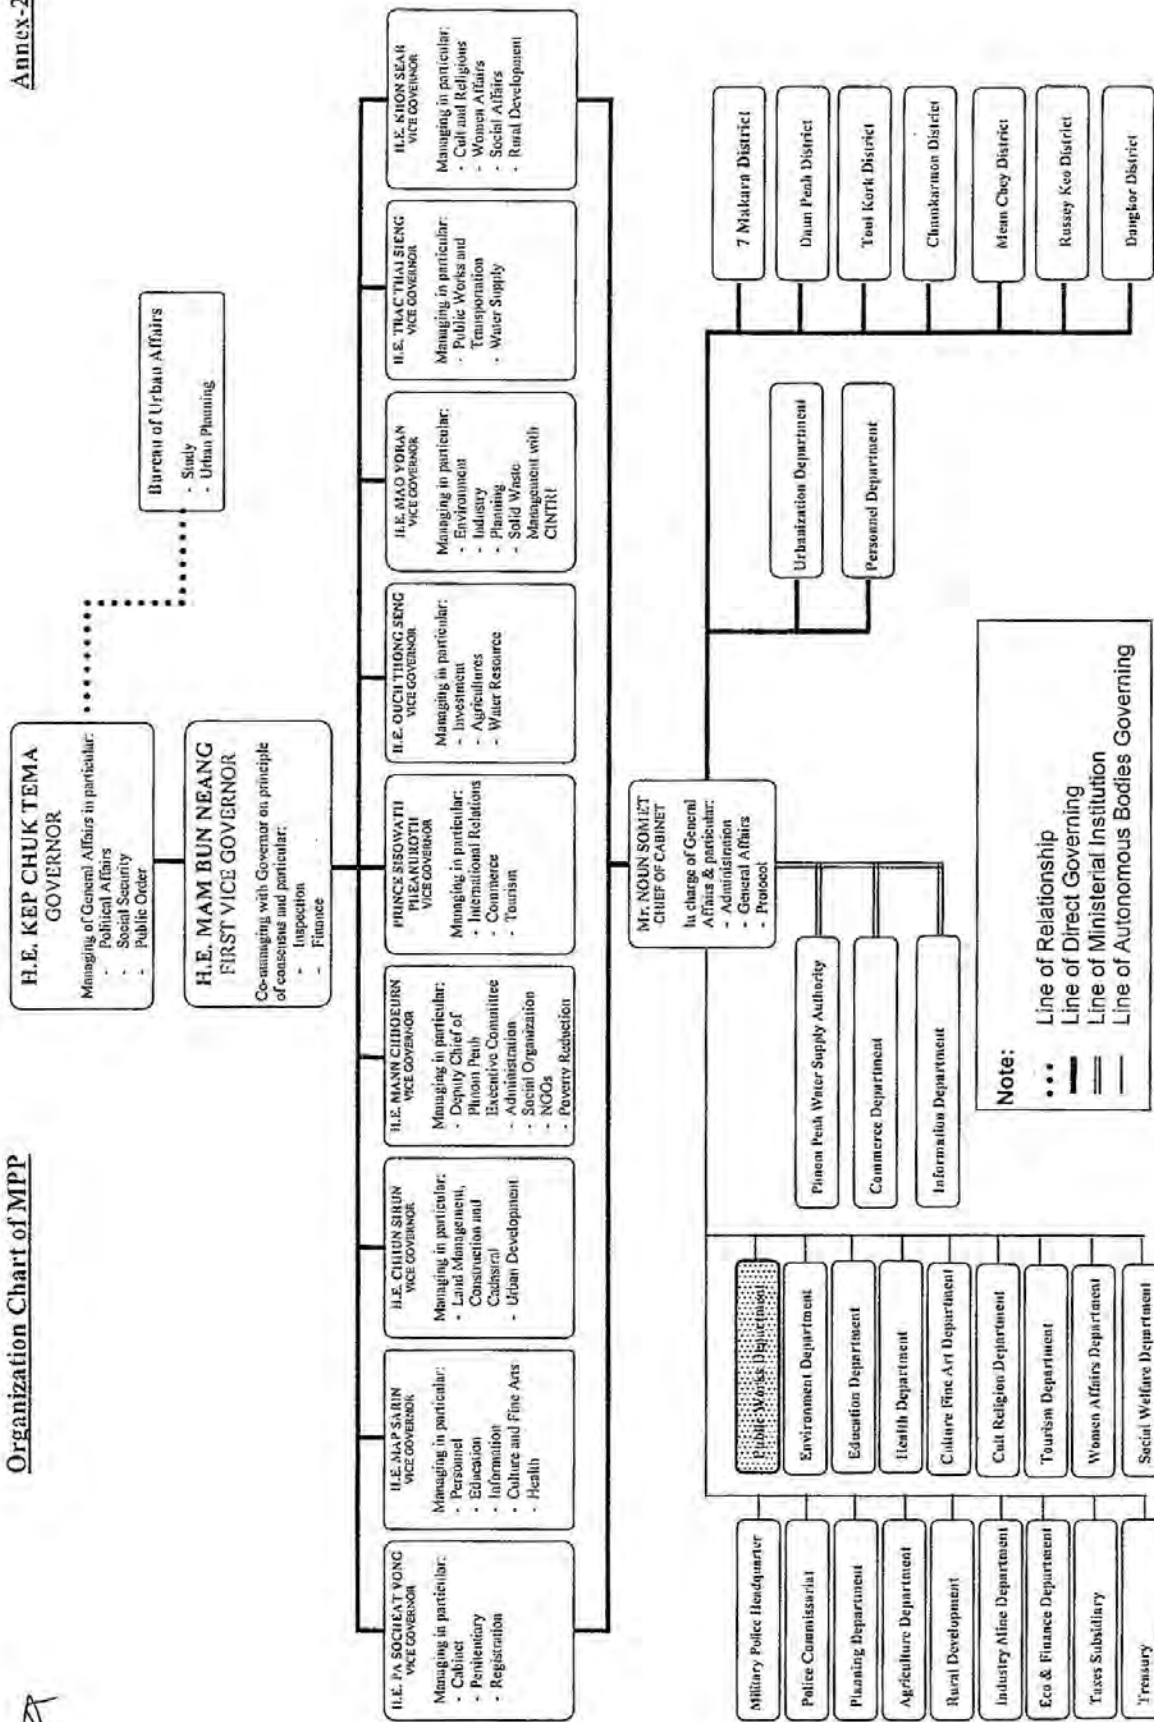 Annex-2
Organization Chart of MPP
H.E. KEP CHUK TEMA
GOVERNOR
Managing of General Affairs in particular:
- Political Affairs
- Social Security
- Public Order
Bureau of Urban Affairs
- Study
- Urban Planning
H.E. MAM BUN NEANG
FIRST VICE GOVERNOR
Co-managing with Governor on principle
of consensus and particular:
- Inspection
- Finance
H.E. PA SOCHEAT VONG
VICE GOVERNOR
Managing in particular:
- Cabinet
- Penitentiary
- Registration
H.E. MAP SARIN
VICE GOVERNOR
Managing in particular:
- Personnel
- Education
- Information
- Culture and Fine Arts
- Health
H.E. CHHUN SIRUN
VICE GOVERNOR
Managing in particular:
- Land Management,
Construction and
Cadastral
- Urban Development
H.E. MANN CHHOEURN
VICE GOVERNOR
Managing in particular:
- Deputy Chief of
Phnom Penh
Executive Committee
- Administration
- Social Organization
- NGOs
- Poverty Reduction
PRINCE SISOWATH
PHEANUROTH
VICE GOVERNOR
Managing in particular:
- International Relations
- Commerce
- Tourism
H.E. OUCH THONG SENG
VICE GOVERNOR
Managing in particular:
- Investment
- Agricultures
- Water Resource
H.E. MAO YORAN
VICE GOVERNOR
Managing in particular:
- Environment
- Industry
- Planning
- Solid Waste
Management with
CINTRI
H.E. TRAC THAI SIENG
VICE GOVERNOR
Managing in particular:
- Public Works and
Transportation
- Water Supply
H.E. KHON SEAR
VICE GOVERNOR
Managing in particular:
- Cult and Religious
- Women Affairs
- Social Affairs
- Rural Development
Mr. NOUN SOMET
CHIEF OF CABINET
In charge of General
Affairs & particular:
- Administration
- General Affairs
- Protocol
Military Police Headquarter
Police Commissariat
Planning Department
Agriculture Department
Rural Development
Industry Mine Department
Eco & Finance Department
Taxes Subsidiary
Treasury
Public Works Department
Environment Department
Education Department
Health Department
Culture Fine Art Department
Cult Religion Department
Tourism Department
Women Affairs Department
Social Welfare Department
Phnom Penh Water Supply Authority
Commerce Department
Information Department
Urbanization Department
Personnel Department
7 Makara District
Daun Penh District
Toul Kork District
Chamkarmon District
Mean Chey District
Russey Keo District
Dangkor District
Note:
Line of Relationship
Line of Direct Governing
Line of Ministerial Institution
Line of Autonomous Bodies Governing